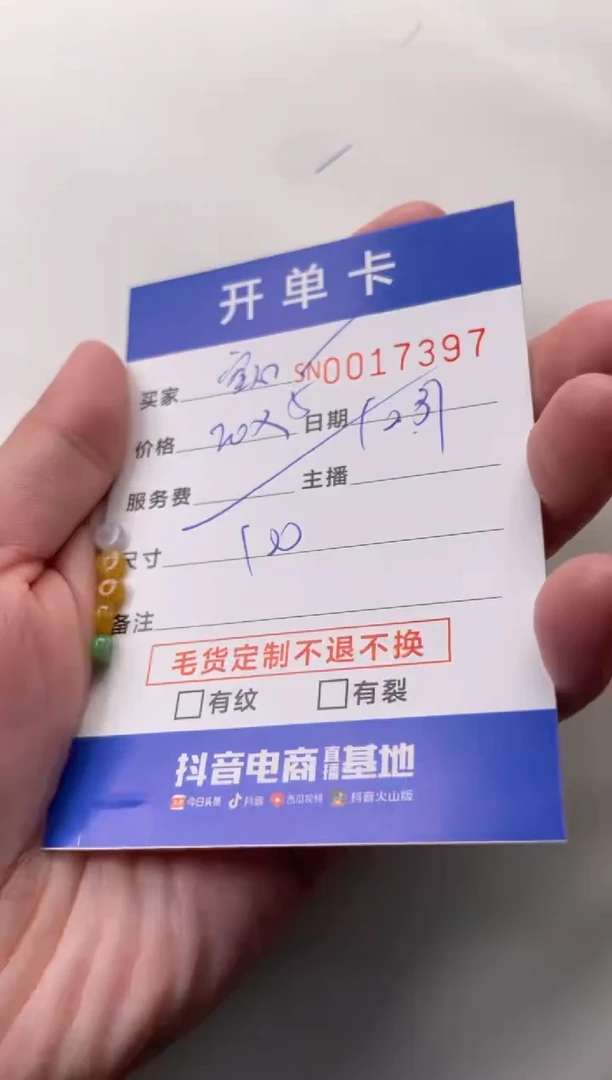 开单卡
买家 SN0017397
价格 20x5 日期
服务费 主播
尺寸 100
备注
毛货定制不退不换
有纹 有裂
抖音电商直播基地
今日头条 抖音 西瓜视频 抖音火山版